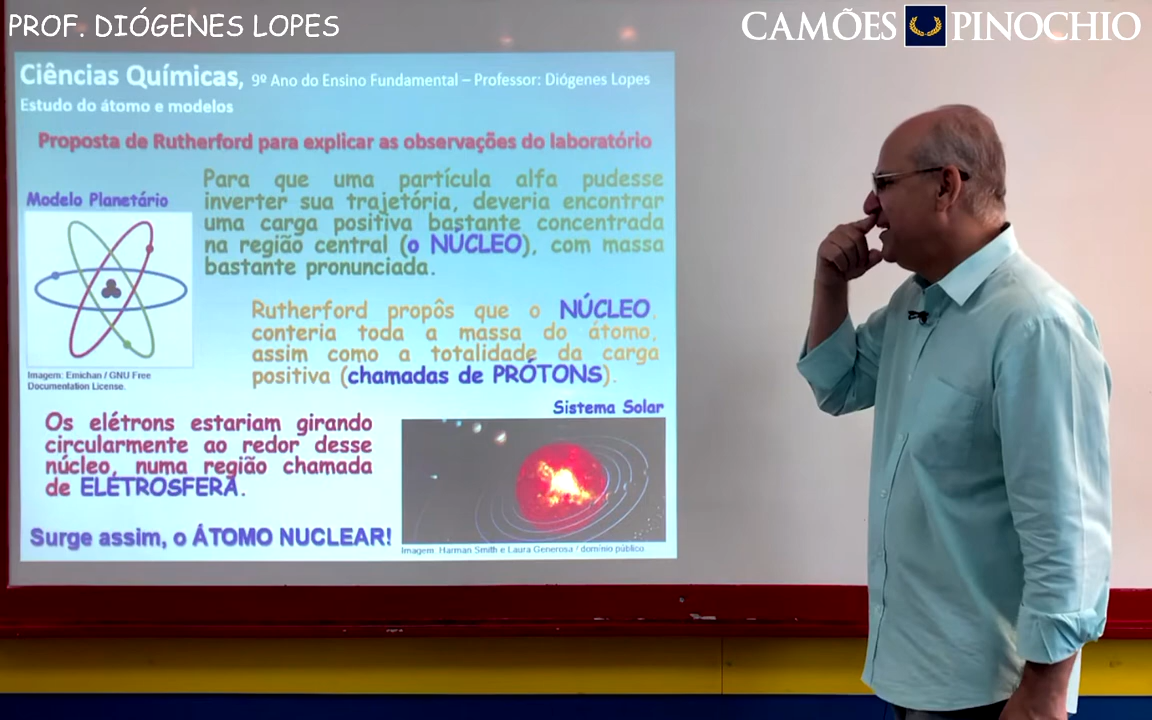 PROF. DIÓGENES LOPES
CAMÕES PINOCHIO
Ciências Químicas, 9º Ano do Ensino Fundamental – Professor: Diógenes Lopes
Estudo do átomo e modelos
Proposta de Rutherford para explicar as observações do laboratório
Para que uma partícula alfa pudesse
inverter sua trajetória, deveria encontrar
uma carga positiva bastante concentrada
na região central (o NÚCLEO), com massa
bastante pronunciada.
Modelo Planetário
Imagem: Emichan / GNU Free
Documentation License.
Rutherford propôs que o NÚCLEO,
conteria toda a massa do átomo,
assim como a totalidade da carga
positiva (chamadas de PRÓTONS).
Os elétrons estariam girando
circularmente ao redor desse
núcleo, numa região chamada
de ELÉTROSFERA.
Sistema Solar
Surge assim, o ÁTOMO NUCLEAR!
Imagem: Harman Smith e Laura Generosa / domínio público